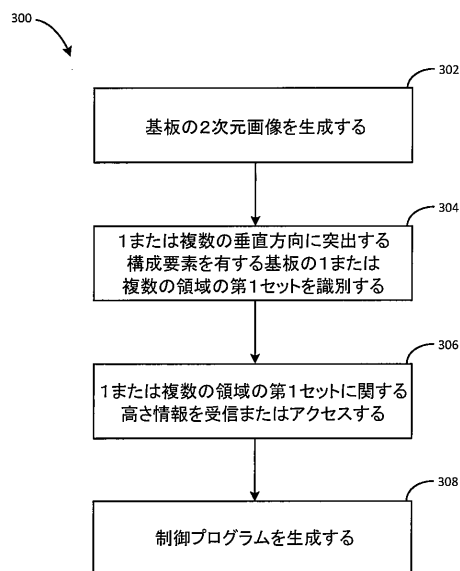 300
302
基板の2次元画像を生成する
304
1または複数の垂直方向に突出する
構成要素を有する基板の1または
複数の領域の第1セットを識別する
306
1または複数の領域の第1セットに関する
高さ情報を受信またはアクセスする
308
制御プログラムを生成する